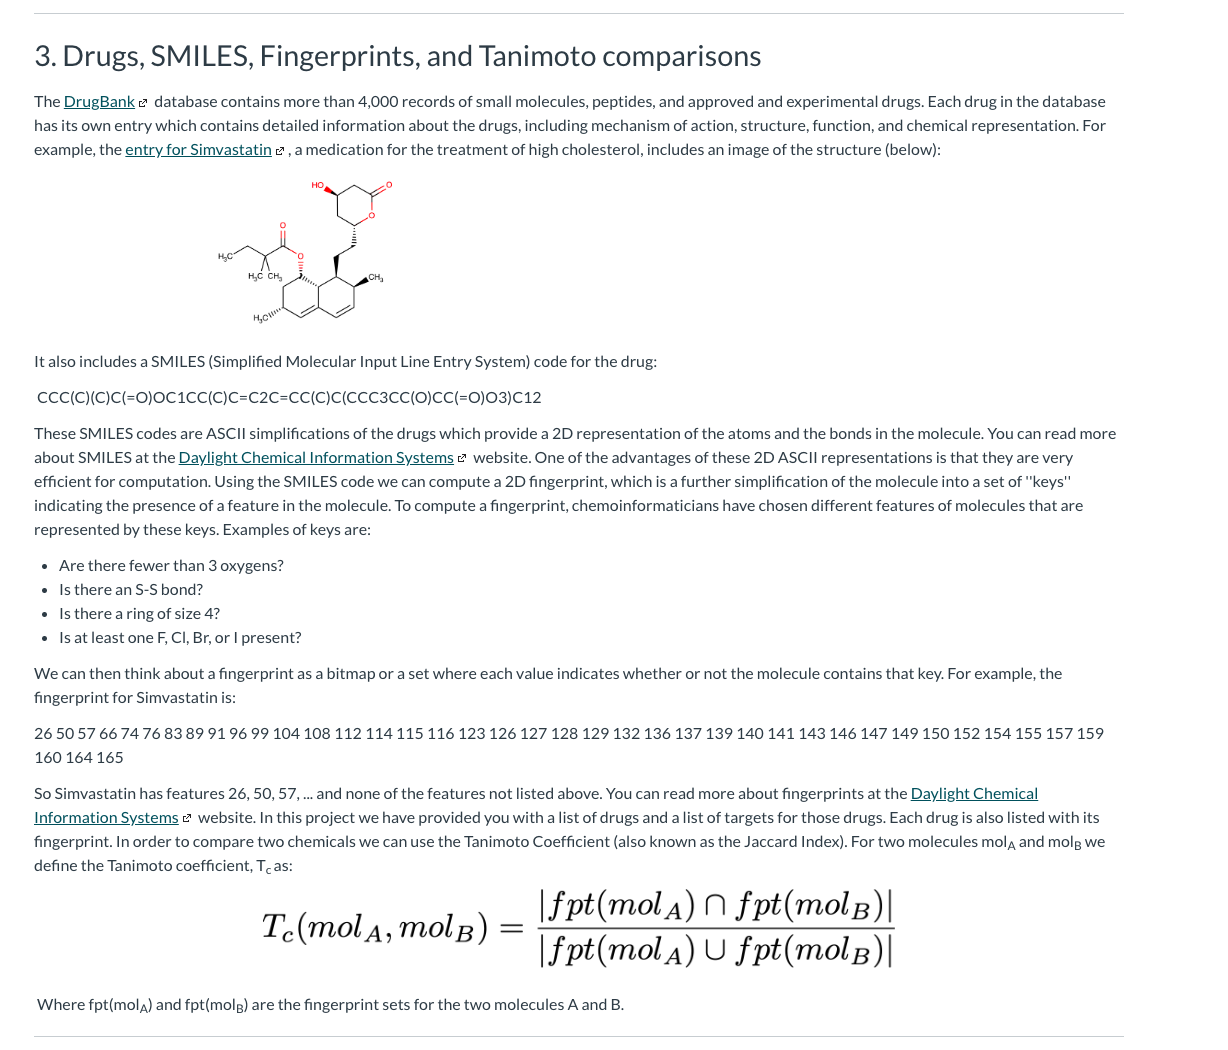 3. Drugs, SMILES, Fingerprints, and Tanimoto comparisons
The DrugBank database contains more than 4,000 records of small molecules, peptides, and approved and experimental drugs. Each drug in the database
has its own entry which contains detailed information about the drugs, including mechanism of action, structure, function, and chemical representation. For
example, the entry for Simvastatin , a medication for the treatment of high cholesterol, includes an image of the structure (below):
HO O
O
O
H₃C O
H₃C CH₃ CH₃
H₃C
It also includes a SMILES (Simplified Molecular Input Line Entry System) code for the drug:
CCC(C)(C)C(=O)OC1CC(C)C=C2C=CC(C)C(CCC3CC(O)CC(=O)O3)C12
These SMILES codes are ASCII simplifications of the drugs which provide a 2D representation of the atoms and the bonds in the molecule. You can read more
about SMILES at the Daylight Chemical Information Systems website. One of the advantages of these 2D ASCII representations is that they are very
efficient for computation. Using the SMILES code we can compute a 2D fingerprint, which is a further simplification of the molecule into a set of ''keys''
indicating the presence of a feature in the molecule. To compute a fingerprint, chemoinformaticians have chosen different features of molecules that are
represented by these keys. Examples of keys are:
• Are there fewer than 3 oxygens?
• Is there an S-S bond?
• Is there a ring of size 4?
• Is at least one F, Cl, Br, or I present?
We can then think about a fingerprint as a bitmap or a set where each value indicates whether or not the molecule contains that key. For example, the
fingerprint for Simvastatin is:
26 50 57 66 74 76 83 89 91 96 99 104 108 112 114 115 116 123 126 127 128 129 132 136 137 139 140 141 143 146 147 149 150 152 154 155 157 159
160 164 165
So Simvastatin has features 26, 50, 57, ... and none of the features not listed above. You can read more about fingerprints at the Daylight Chemical
Information Systems website. In this project we have provided you with a list of drugs and a list of targets for those drugs. Each drug is also listed with its
fingerprint. In order to compare two chemicals we can use the Tanimoto Coefficient (also known as the Jaccard Index). For two molecules mol_A and mol_B we
define the Tanimoto coefficient, T_c as:
T_c(mol_A, mol_B) = |fpt(mol_A) ∩ fpt(mol_B)| / |fpt(mol_A) ∪ fpt(mol_B)|
Where fpt(mol_A) and fpt(mol_B) are the fingerprint sets for the two molecules A and B.